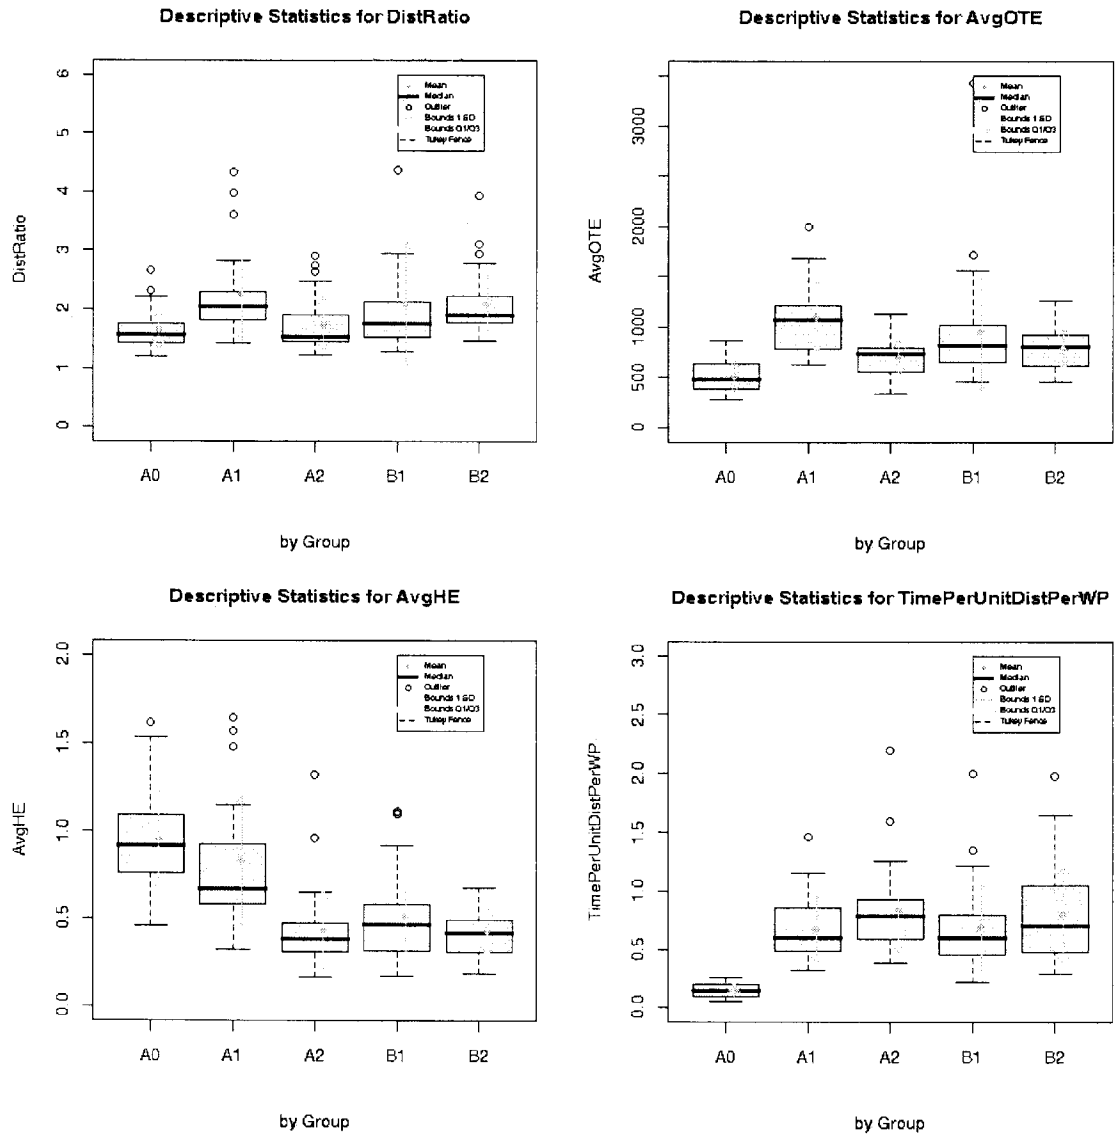 Descriptive Statistics for DistRatio
DistRatio
6
5
4
3
2
1
0
Mean
Median
Outlier
Bounds 1 SD
Bounds Q1/Q3
Tukey Fence
A0 A1 A2 B1 B2
by Group
Descriptive Statistics for AvgOTE
AvgOTE
3000
2000
1000
500
0
Mean
Median
Outlier
Bounds 1 SD
Bounds Q1/Q3
Tukey Fence
A0 A1 A2 B1 B2
by Group
Descriptive Statistics for AvgHE
AvgHE
2.0
1.5
1.0
0.5
0.0
Mean
Median
Outlier
Bounds 1 SD
Bounds Q1/Q3
Tukey Fence
A0 A1 A2 B1 B2
by Group
Descriptive Statistics for TimePerUnitDistPerWP
TimePerUnitDistPerWP
3.0
2.5
2.0
1.5
1.0
0.5
0.0
Mean
Median
Outlier
Bounds 1 SD
Bounds Q1/Q3
Tukey Fence
A0 A1 A2 B1 B2
by Group